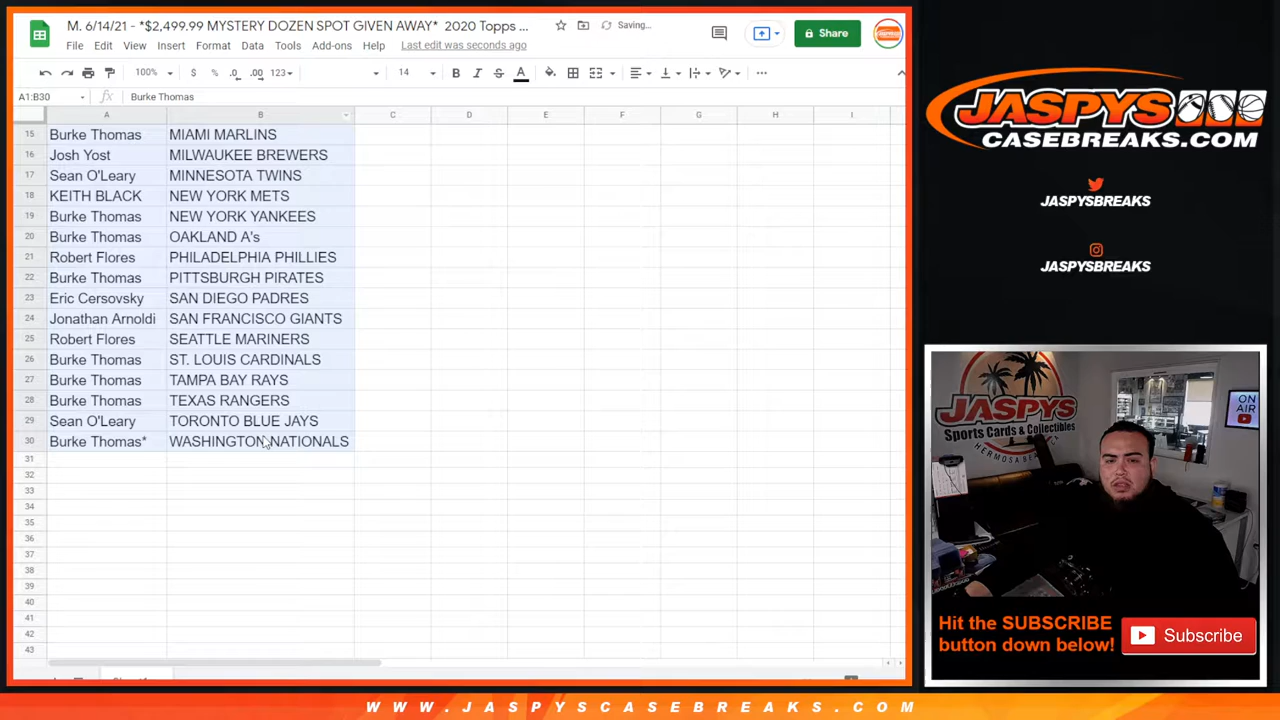 M. 6/14/21 - *$2,499.99 MYSTERY DOZEN SPOT GIVEN AWAY* 2020 Topps ...
Saving...
Share
File Edit View Insert Format Data Tools Add-ons Help Last edit was seconds ago
100% $ % .0 .00 123 14 B I S A
A1:B30 fx Burke Thomas
A B C D E F G H I
15 Burke Thomas MIAMI MARLINS
16 Josh Yost MILWAUKEE BREWERS
17 Sean O'Leary MINNESOTA TWINS
18 KEITH BLACK NEW YORK METS
19 Burke Thomas NEW YORK YANKEES
20 Burke Thomas OAKLAND A's
21 Robert Flores PHILADELPHIA PHILLIES
22 Burke Thomas PITTSBURGH PIRATES
23 Eric Cersovsky SAN DIEGO PADRES
24 Jonathan Arnoldi SAN FRANCISCO GIANTS
25 Robert Flores SEATTLE MARINERS
26 Burke Thomas ST. LOUIS CARDINALS
27 Burke Thomas TAMPA BAY RAYS
28 Burke Thomas TEXAS RANGERS
29 Sean O'Leary TORONTO BLUE JAYS
30 Burke Thomas* WASHINGTON NATIONALS
31
32
33
34
35
36
37
38
39
40
41
42
43
JASPYS
CASEBREAKS.COM
JASPYSBREAKS
JASPYSBREAKS
JASPY'S
Sports Cards & Collectibles
HERMOSA BEACH
ON
AIR
Hit the SUBSCRIBE
button down below!
Subscribe
WWW.JASPYSCASEBREAKS.COM